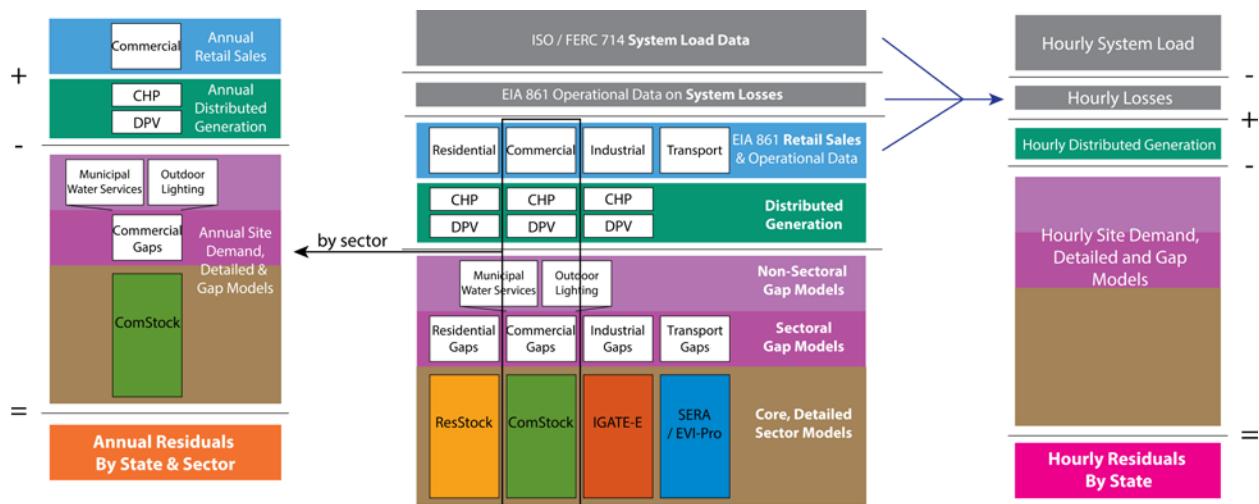 Commercial
Annual
Retail Sales
+
CHP
DPV
Annual
Distributed
Generation
-
Municipal
Water Services
Outdoor
Lighting
Commercial
Gaps
Annual Site
Demand,
Detailed &
Gap Models
ComStock
=
Annual Residuals
By State & Sector
ISO / FERC 714 System Load Data
EIA 861 Operational Data on System Losses
Residential
Commercial
Industrial
Transport
EIA 861 Retail Sales
& Operational Data
CHP
CHP
CHP
DPV
DPV
DPV
Distributed
Generation
by sector
Municipal
Water Services
Outdoor
Lighting
Non-Sectoral
Gap Models
Residential
Gaps
Commercial
Gaps
Industrial
Gaps
Transport
Gaps
Sectoral
Gap Models
ResStock
ComStock
IGATE-E
SERA
/ EVI-Pro
Core, Detailed
Sector Models
Hourly System Load
-
Hourly Losses
+
Hourly Distributed Generation
-
Hourly Site Demand,
Detailed and Gap
Models
=
Hourly Residuals
By State